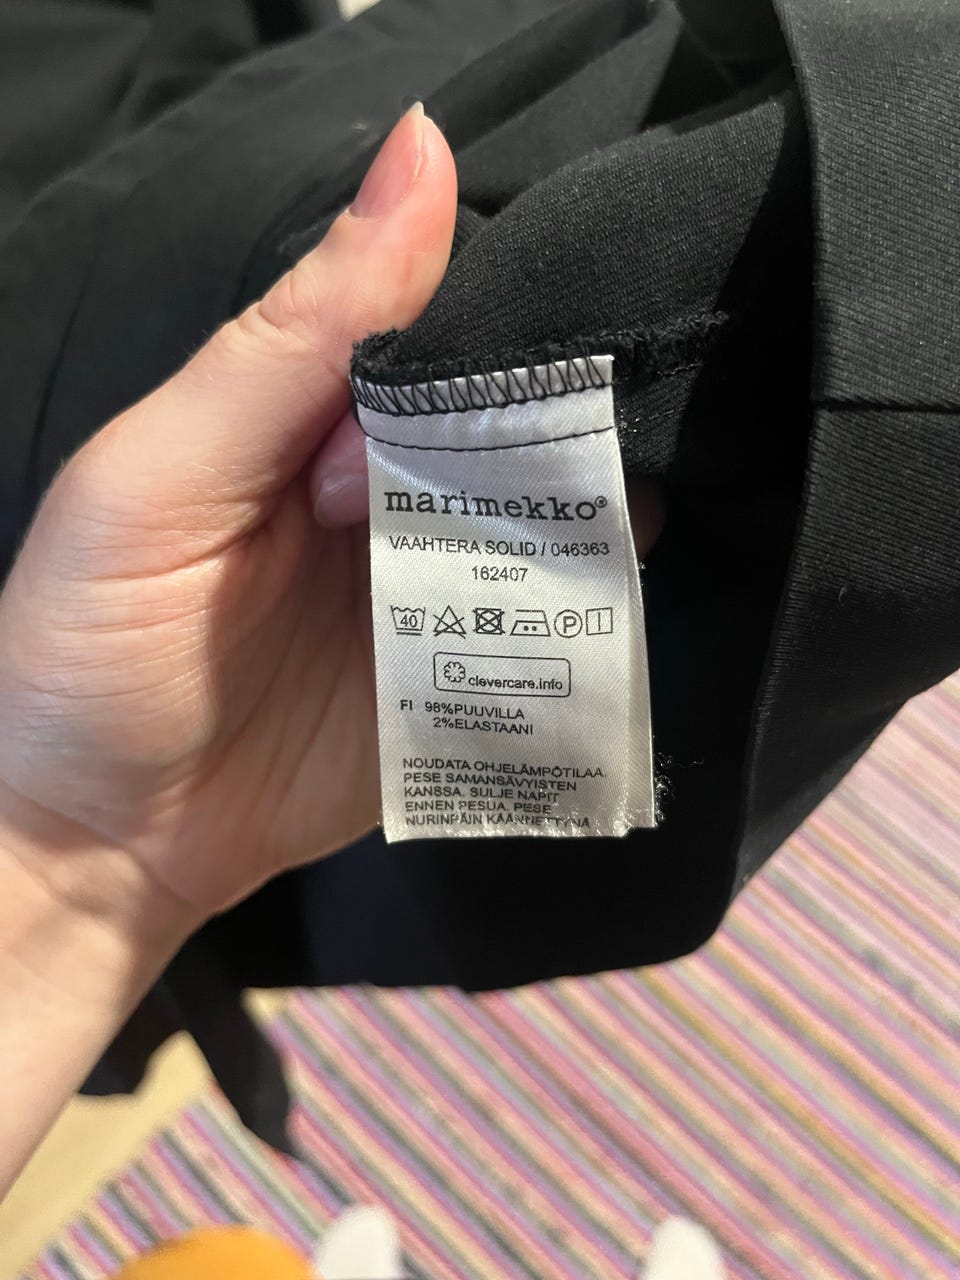 marimekko®
VAAHTERA SOLID / 046363
162407
40 P
clevercare.info
FI 98%PUUVILLA
2%ELASTAANI
NOUDATA OHJELÄMPÖTILAA.
PESE SAMANSÄVYISTEN
KANSSA. SULJE NAPIT
ENNEN PESUA. PESE
NURINPÄIN KÄÄNNETTYNÄ